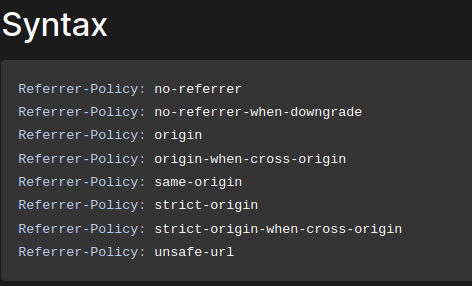 Syntax
Referrer-Policy: no-referrer
Referrer-Policy: no-referrer-when-downgrade
Referrer-Policy: origin
Referrer-Policy: origin-when-cross-origin
Referrer-Policy: same-origin
Referrer-Policy: strict-origin
Referrer-Policy: strict-origin-when-cross-origin
Referrer-Policy: unsafe-url